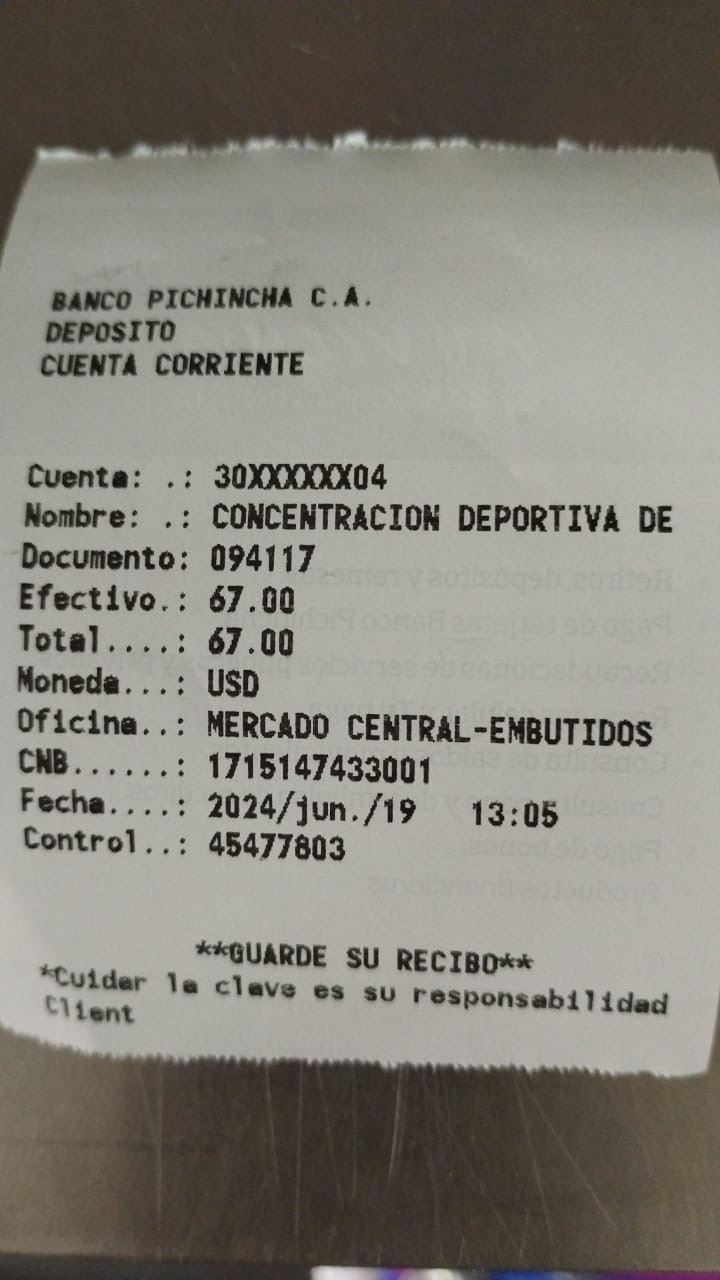 BANCO PICHINCHA C.A.
DEPOSITO
CUENTA CORRIENTE
Cuenta: .: 30XXXXXX04
Nombre: .: CONCENTRACION DEPORTIVA DE
Documento: 094117
Efectivo.: 67.00
Total....: 67.00
Moneda...: USD
Oficina..: MERCADO CENTRAL-EMBUTIDOS
CNB......: 1715147433001
Fecha....: 2024/jun./19 13:05
Control..: 45477803
**GUARDE SU RECIBO**
*Cuidar la clave es su responsabilidad
Client